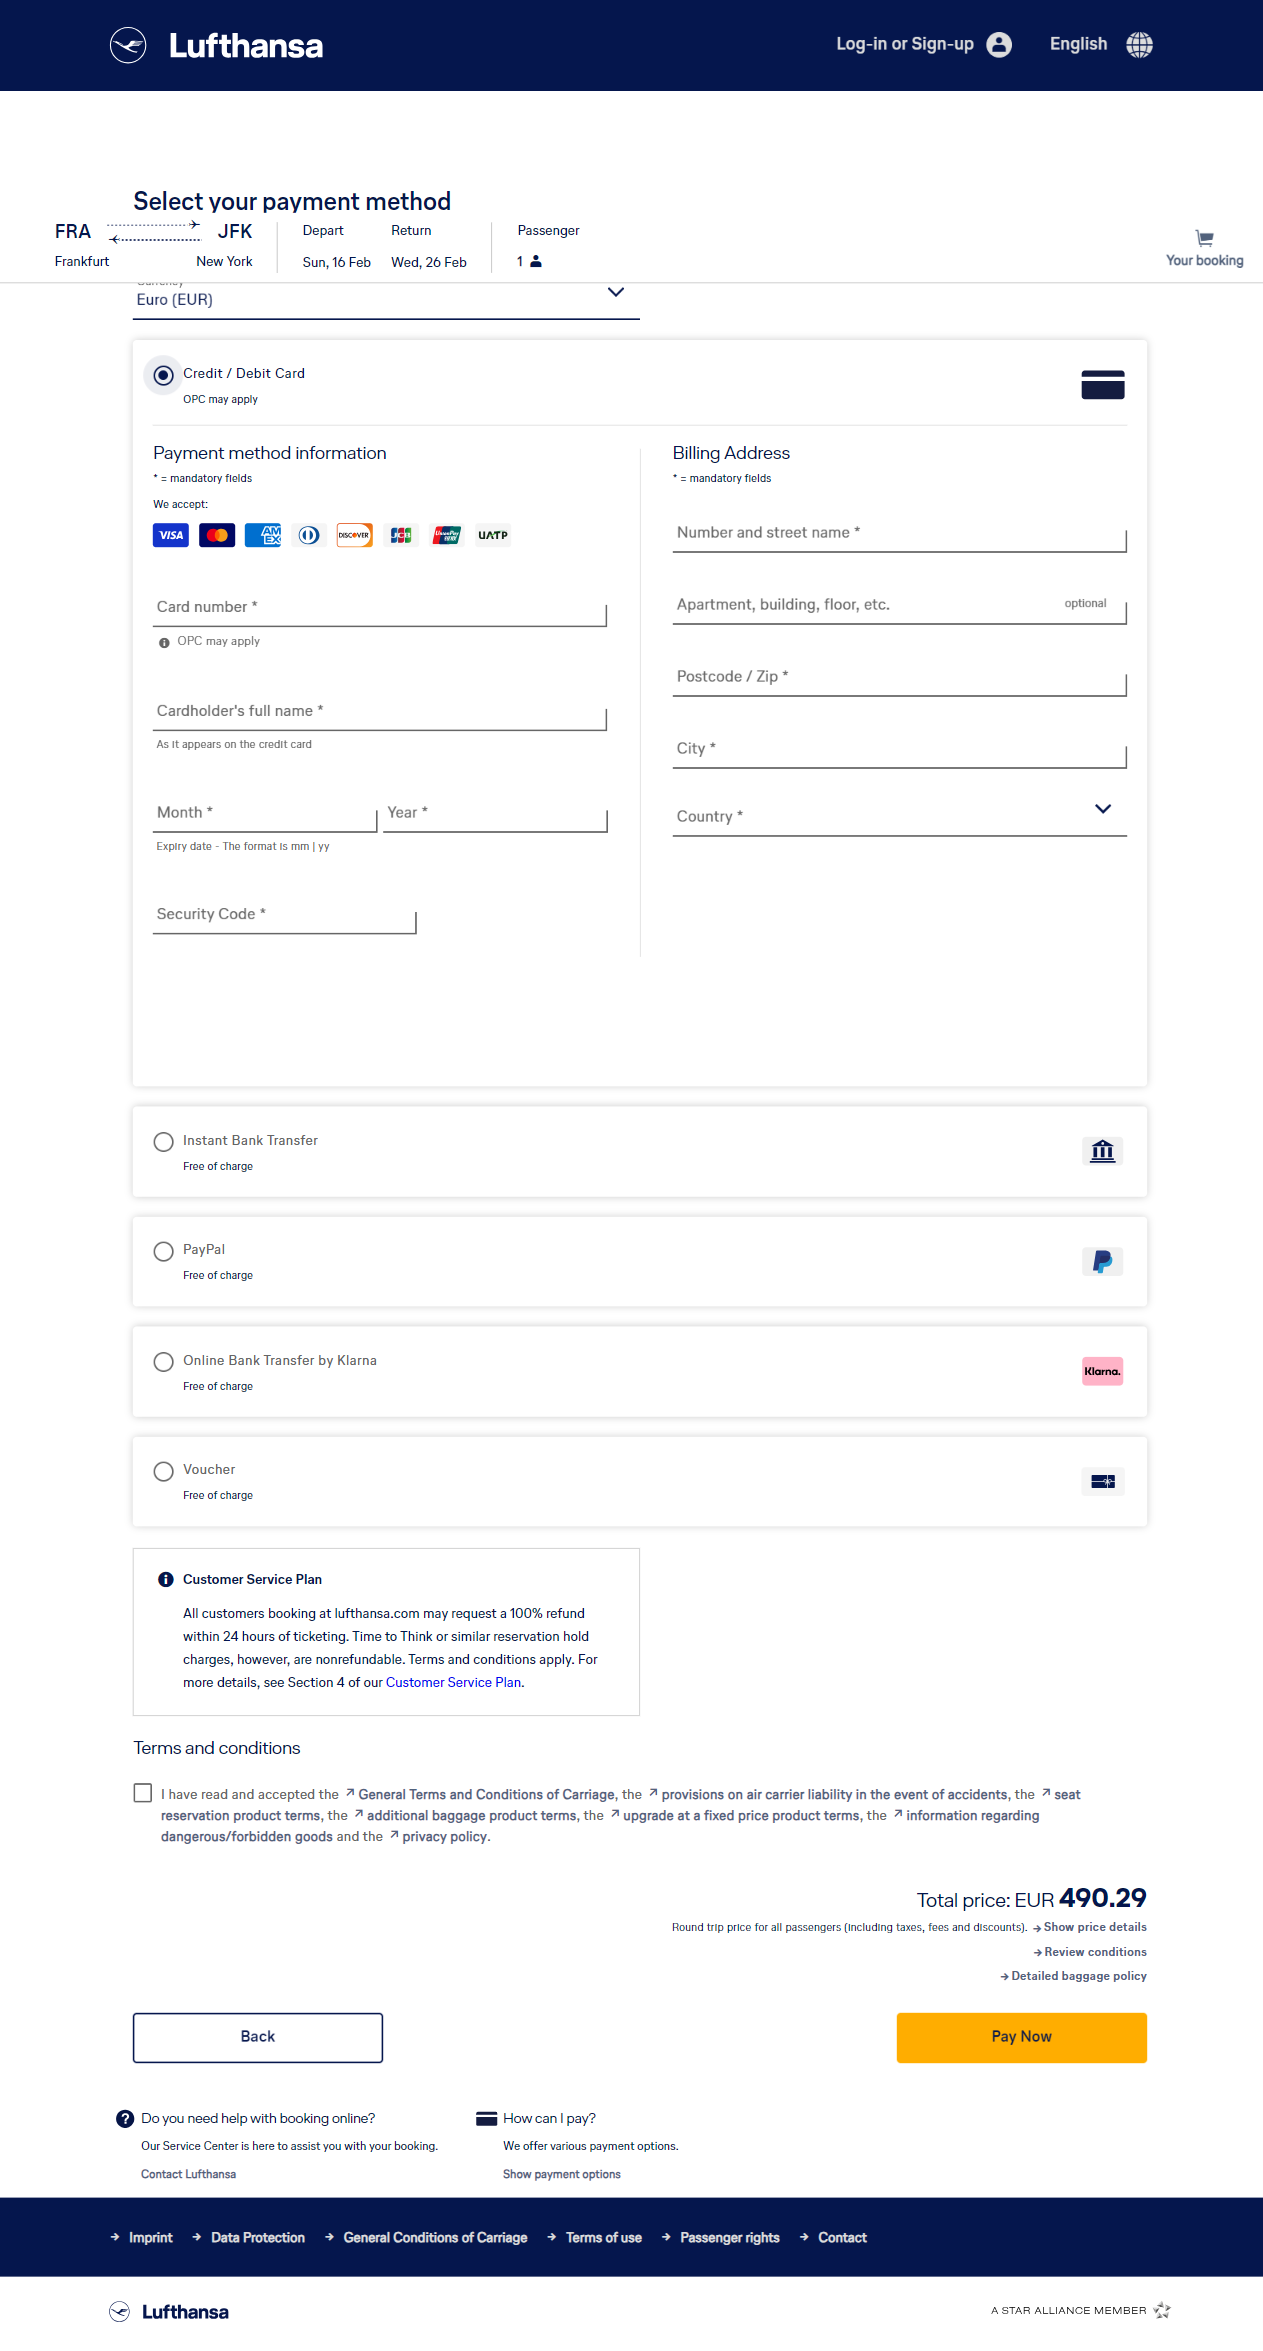 Lufthansa
Log-in or Sign-up
English
Select your payment method
FRA JFK
Frankfurt New York
Depart Return
Sun, 16 Feb Wed, 26 Feb
Passenger
1
Your booking
Currency
Euro (EUR)
Credit / Debit Card
OPC may apply
Payment method information
* = mandatory fields
We accept:
VISA AM EX DISCOVER JCB UnionPay UATP
Card number *
OPC may apply
Cardholder's full name *
As it appears on the credit card
Month * Year *
Expiry date - The format is mm | yy
Security Code *
Billing Address
* = mandatory fields
Number and street name *
Apartment, building, floor, etc. optional
Postcode / Zip *
City *
Country *
Instant Bank Transfer
Free of charge
PayPal
Free of charge
Online Bank Transfer by Klarna
Free of charge
Klarna.
Voucher
Free of charge
Customer Service Plan
All customers booking at lufthansa.com may request a 100% refund
within 24 hours of ticketing. Time to Think or similar reservation hold
charges, however, are nonrefundable. Terms and conditions apply. For
more details, see Section 4 of our Customer Service Plan.
Terms and conditions
I have read and accepted the General Terms and Conditions of Carriage, the provisions on air carrier liability in the event of accidents, the seat
reservation product terms, the additional baggage product terms, the upgrade at a fixed price product terms, the information regarding
dangerous/forbidden goods and the privacy policy.
Total price: EUR 490.29
Round trip price for all passengers (including taxes, fees and discounts). Show price details
Review conditions
Detailed baggage policy
Back
Pay Now
Do you need help with booking online?
Our Service Center is here to assist you with your booking.
Contact Lufthansa
How can I pay?
We offer various payment options.
Show payment options
Imprint Data Protection General Conditions of Carriage Terms of use Passenger rights Contact
Lufthansa
A STAR ALLIANCE MEMBER